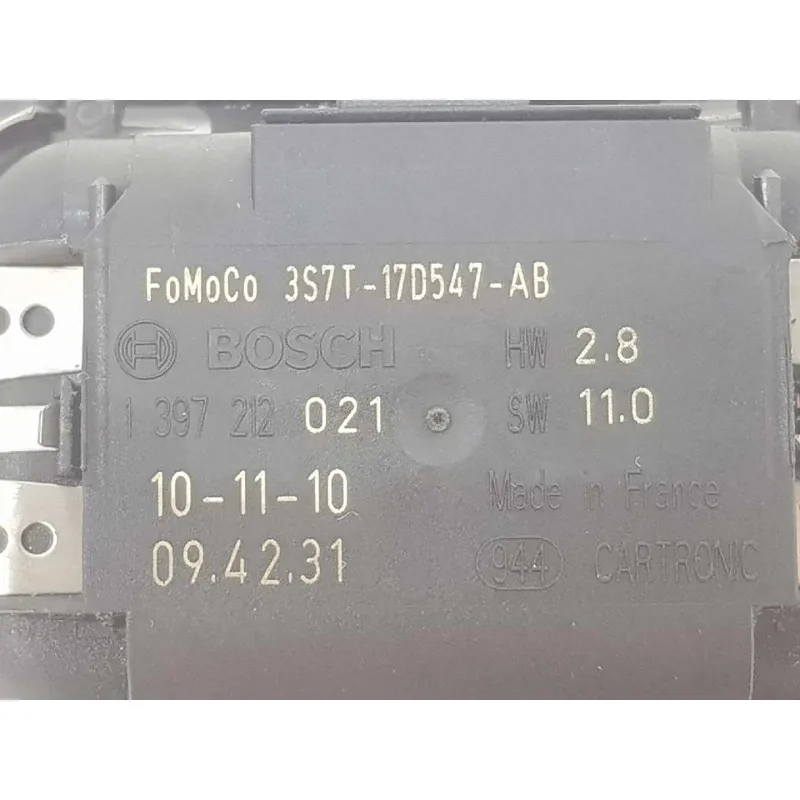 FoMoCo 3S7T-17D547-AB
BOSCH HW 2.8
1 397 212 021 SW 11.0
10-11-10 Made in France
09.42.31 944 CARTRONIC